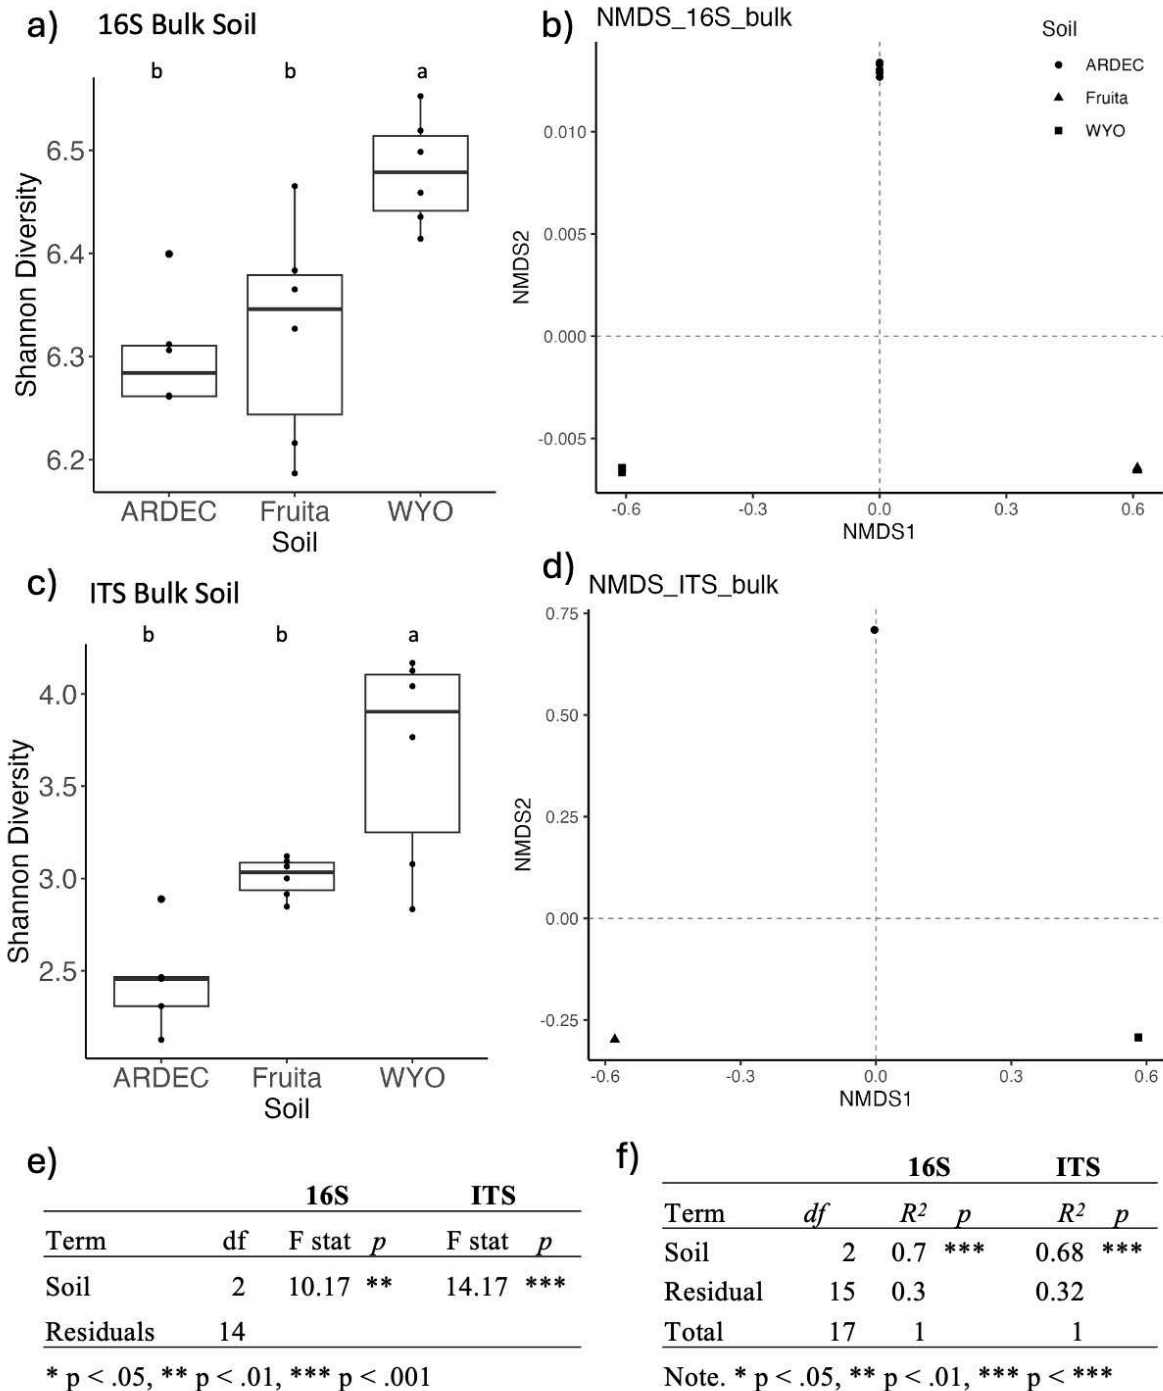 a) 16S Bulk Soil
b b a
Shannon Diversity
6.5
6.4
6.3
6.2
ARDEC Fruita WYO
Soil
b) NMDS_16S_bulk
Soil
ARDEC
Fruita
WYO
NMDS2
0.010
0.005
0.000
-0.005
-0.6 -0.3 0.0 0.3 0.6
NMDS1
c) ITS Bulk Soil
b b a
Shannon Diversity
4.0
3.5
3.0
2.5
ARDEC Fruita WYO
Soil
d) NMDS_ITS_bulk
NMDS2
0.75
0.50
0.25
0.00
-0.25
-0.6 -0.3 0.0 0.3 0.6
NMDS1
e)
16S ITS
Term df F stat p F stat p
Soil 2 10.17 ** 14.17 ***
Residuals 14
* p < .05, ** p < .01, *** p < .001
f)
16S ITS
Term df R² p R² p
Soil 2 0.7 *** 0.68 ***
Residual 15 0.3 0.32
Total 17 1 1
Note. * p < .05, ** p < .01, *** p < ***